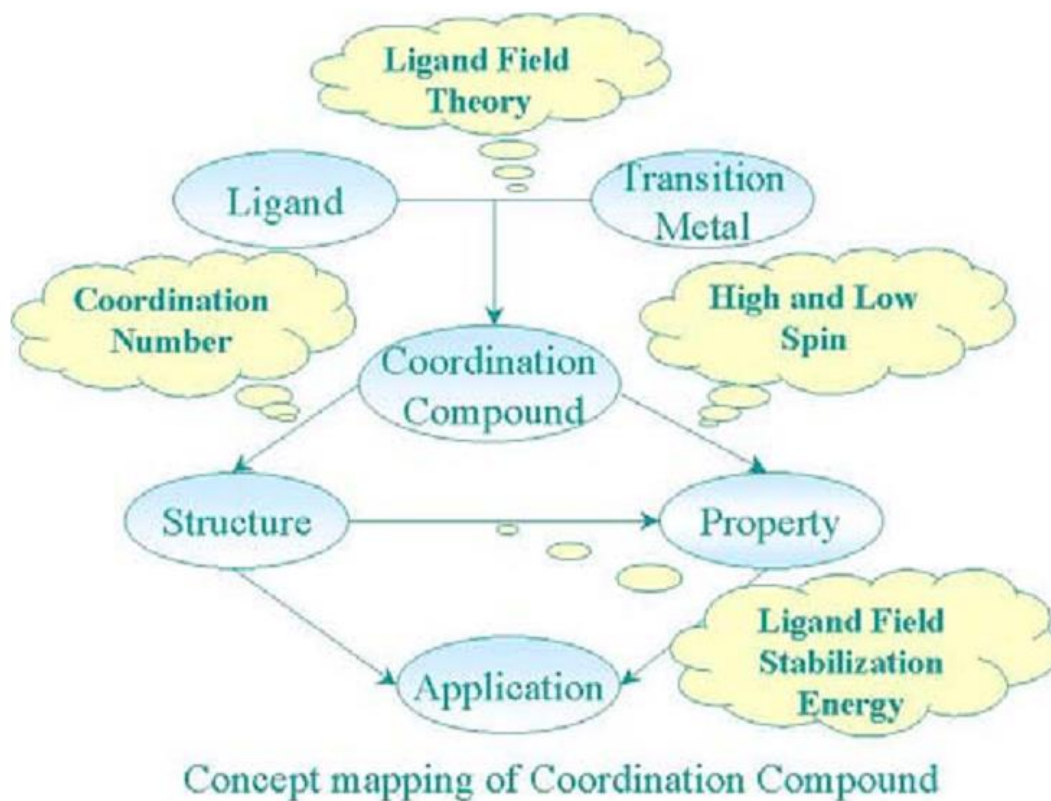 Ligand Field
Theory
Ligand
Transition
Metal
Coordination
Number
High and Low
Spin
Coordination
Compound
Structure
Property
Ligand Field
Stabilization
Energy
Application
Concept mapping of Coordination Compound